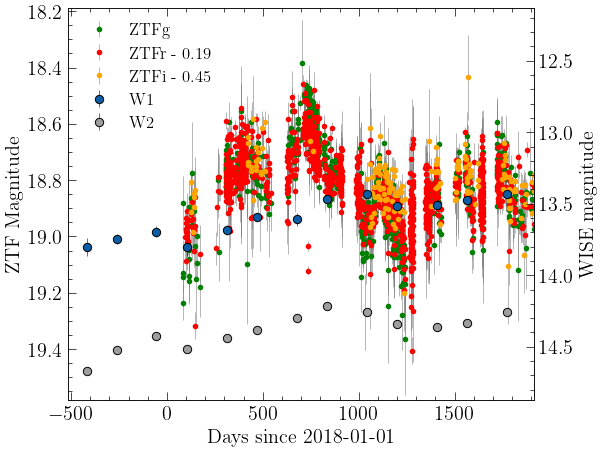 18.2
18.4
18.6
18.8
19.0
19.2
19.4
ZTF Magnitude
ZTFg
ZTFr - 0.19
ZTFi - 0.45
W1
W2
12.5
13.0
13.5
14.0
14.5
WISE magnitude
−500
0
500
1000
1500
Days since 2018-01-01